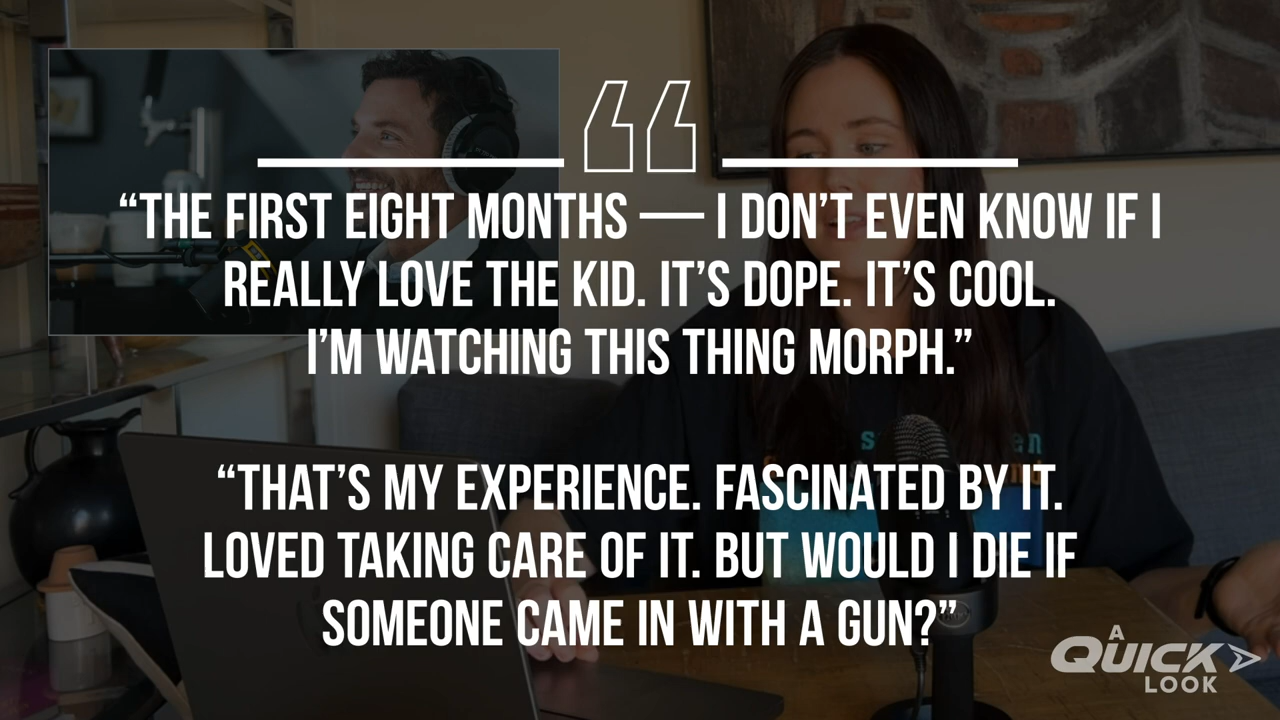 “THE FIRST EIGHT MONTHS — I DON’T EVEN KNOW IF I
REALLY LOVE THE KID. IT’S DOPE. IT’S COOL.
I’M WATCHING THIS THING MORPH.”
“THAT’S MY EXPERIENCE. FASCINATED BY IT.
LOVED TAKING CARE OF IT. BUT WOULD I DIE IF
SOMEONE CAME IN WITH A GUN?”
A
QUICK
LOOK